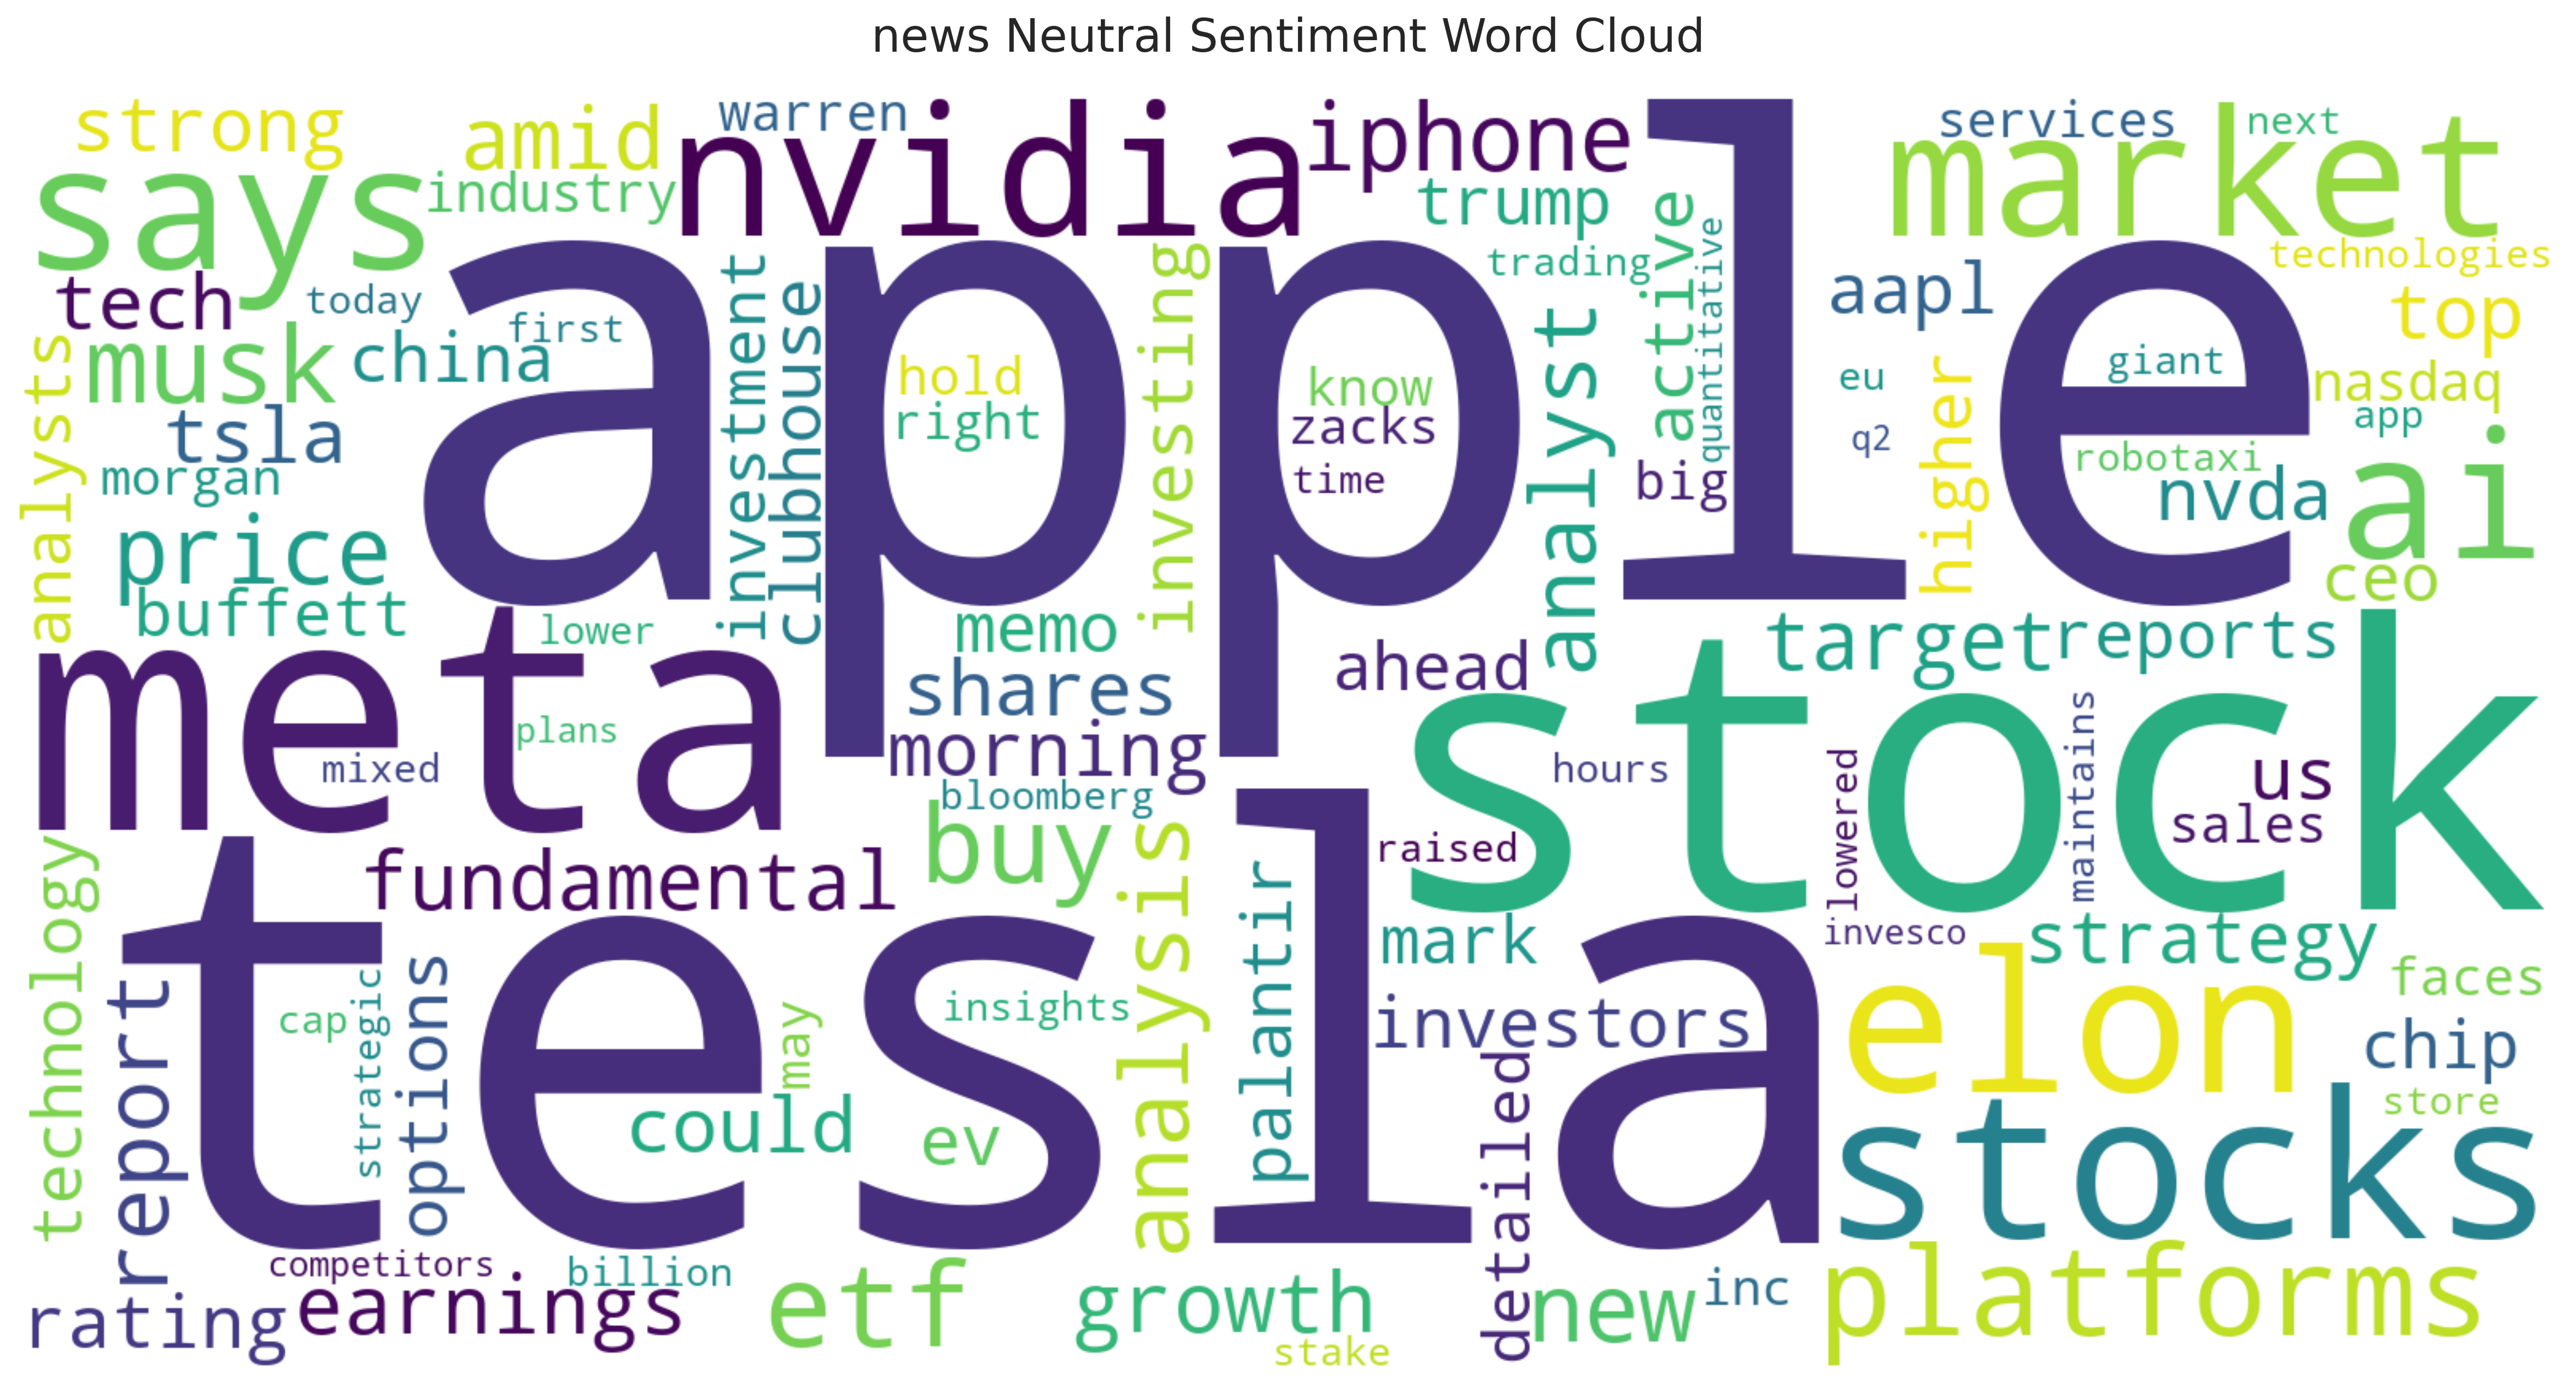 news Neutral Sentiment Word Cloud
strong
amid
warren
nvidia
iphone
services
next
market
says
industry
trump
active
quantitative
trading
technologies
tech
today
first
investment
clubhouse
investing
apple
aapl
top
musk
china
hold
right
know
zacks
time
analyst
big
eu
q2
higher
giant
nasdaq
app
analysts
tsla
morgan
robotaxi
nvda
ai
price
buffett
ceo
lower
memo
ahead
target
reports
meta
shares
stock
plans
mixed
morning
hours
lowered
maintains
us
sales
bloomberg
buy
raised
technology
fundamental
analysis
palantir
mark
invesco
strategy
tesla
report
cap
strategic
options
may
insights
investors
elon
faces
chip
could
ev
detailed
store
stocks
competitors
billion
rating
earnings
etf
growth
new
inc
platforms
stake